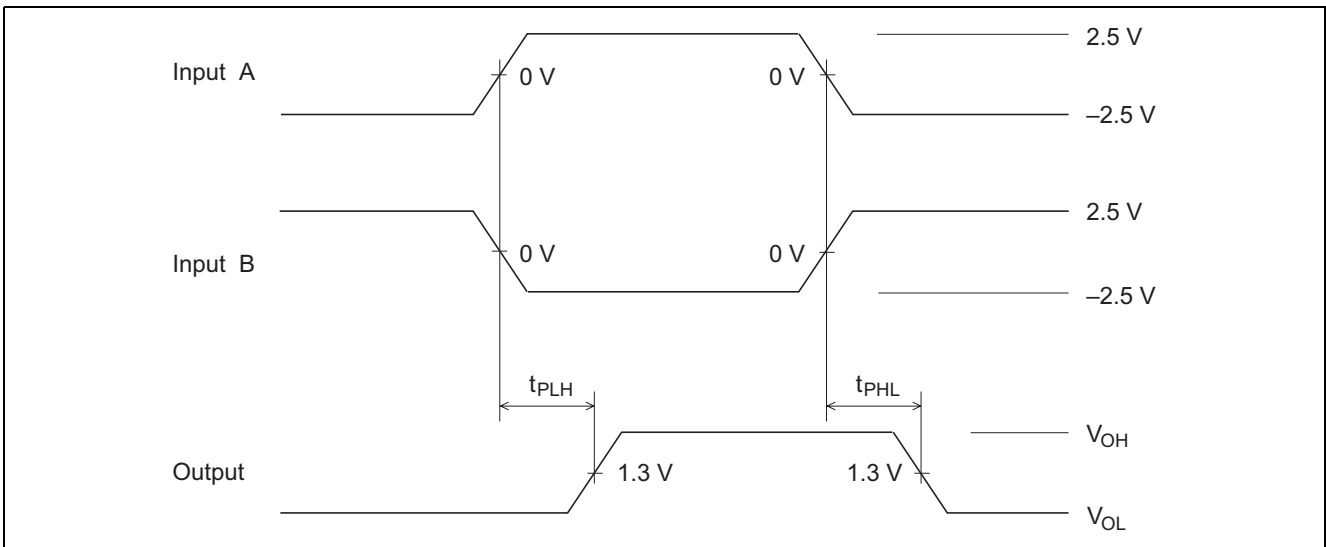 2.5 V
Input A
0 V
0 V
–2.5 V
2.5 V
0 V
0 V
Input B
–2.5 V
tPLH
tPHL
VOH
Output
1.3 V
1.3 V
VOL